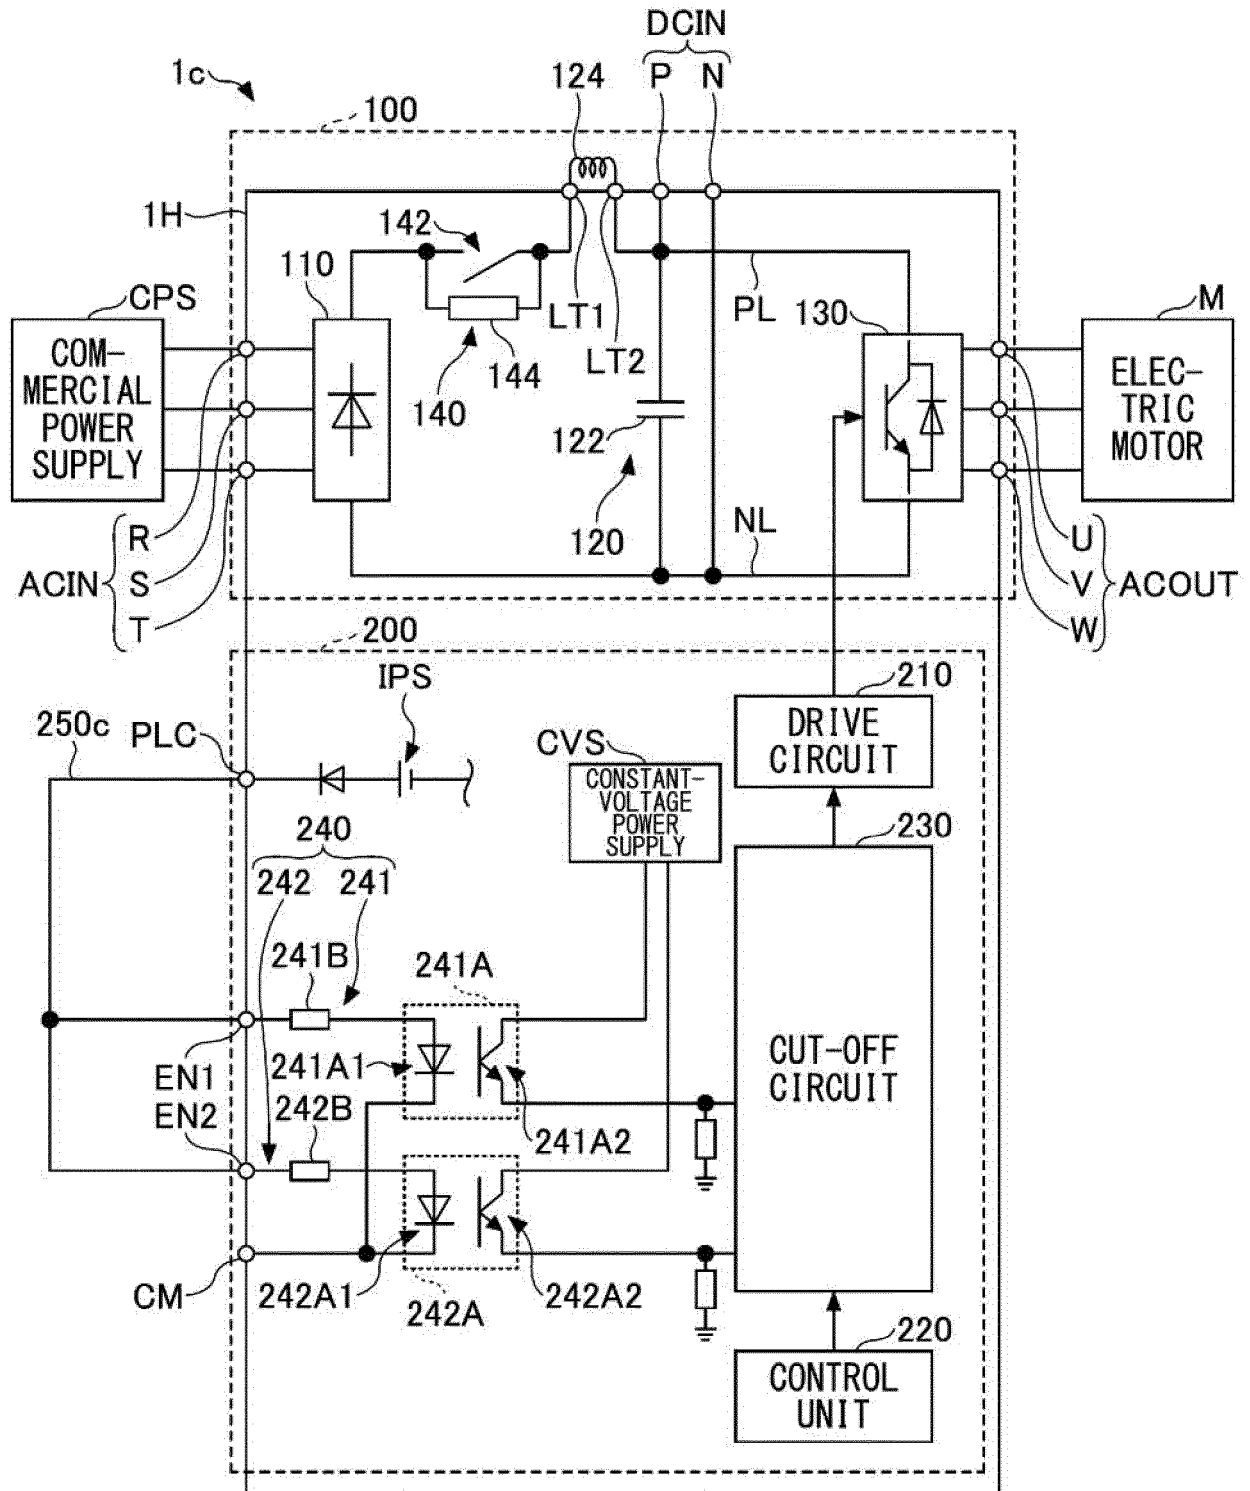 DCIN
P N
1c
124
100
1H
142
110
CPS
COM-
MERCIAL
POWER
SUPPLY
LT1
LT2
PL
130
M
ELEC-
TRIC
MOTOR
144
140
122
120
NL
R
S
T
ACIN
U
V
W
ACOUT
200
IPS
250c
PLC
CVS
CONSTANT-
VOLTAGE
POWER
SUPPLY
210
DRIVE
CIRCUIT
230
240
242 241
241B
241A
CUT-OFF
CIRCUIT
EN1
241A1
EN2
242B
241A2
CM
242A1
242A
242A2
220
CONTROL
UNIT